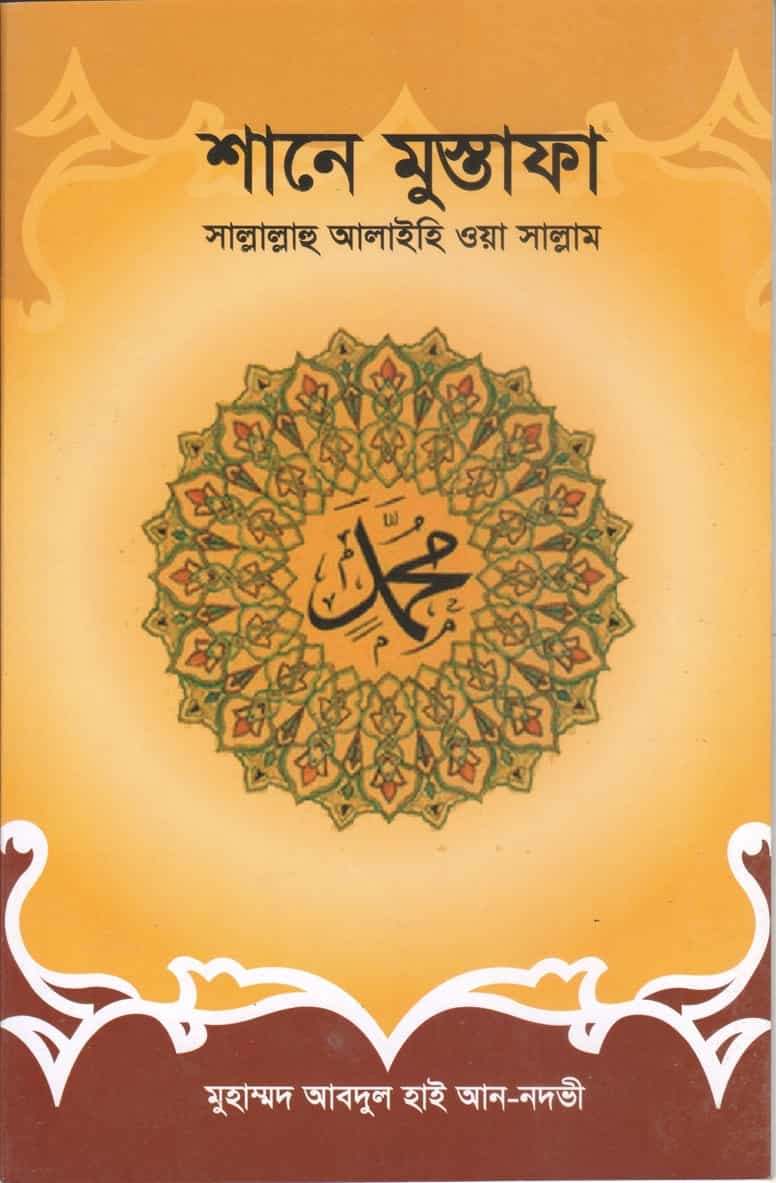 শানে মুস্তাফা
সাল্লাল্লাহু আলাইহি ওয়া সাল্লাম
محمد
মুহাম্মদ আবদুল হাই আন-নদভী